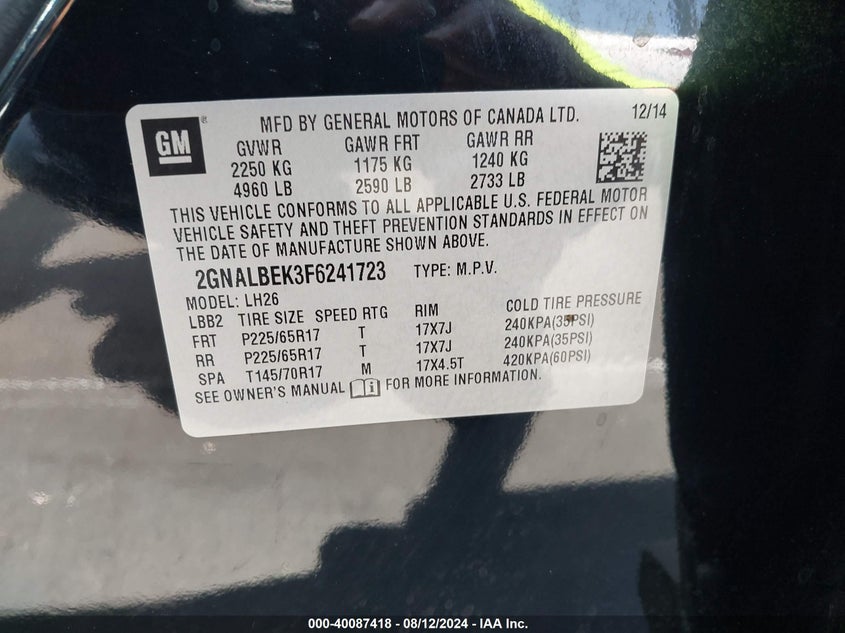 GM
MFD BY GENERAL MOTORS OF CANADA LTD. 12/14
GVWR GAWR FRT GAWR RR
2250 KG 1175 KG 1240 KG
4960 LB 2590 LB 2733 LB
THIS VEHICLE CONFORMS TO ALL APPLICABLE U.S. FEDERAL MOTOR
VEHICLE SAFETY AND THEFT PREVENTION STANDARDS IN EFFECT ON
THE DATE OF MANUFACTURE SHOWN ABOVE.
2GNALBEK3F6241723 TYPE: M.P.V.
MODEL: LH26
LBB2 TIRE SIZE SPEED RTG RIM COLD TIRE PRESSURE
FRT P225/65R17 T 17X7J 240KPA(35PSI)
RR P225/65R17 T 17X7J 240KPA(35PSI)
SPA T145/70R17 M 17X4.5T 420KPA(60PSI)
SEE OWNER'S MANUAL i FOR MORE INFORMATION.
000-40087418 - 08/12/2024 - IAA Inc.